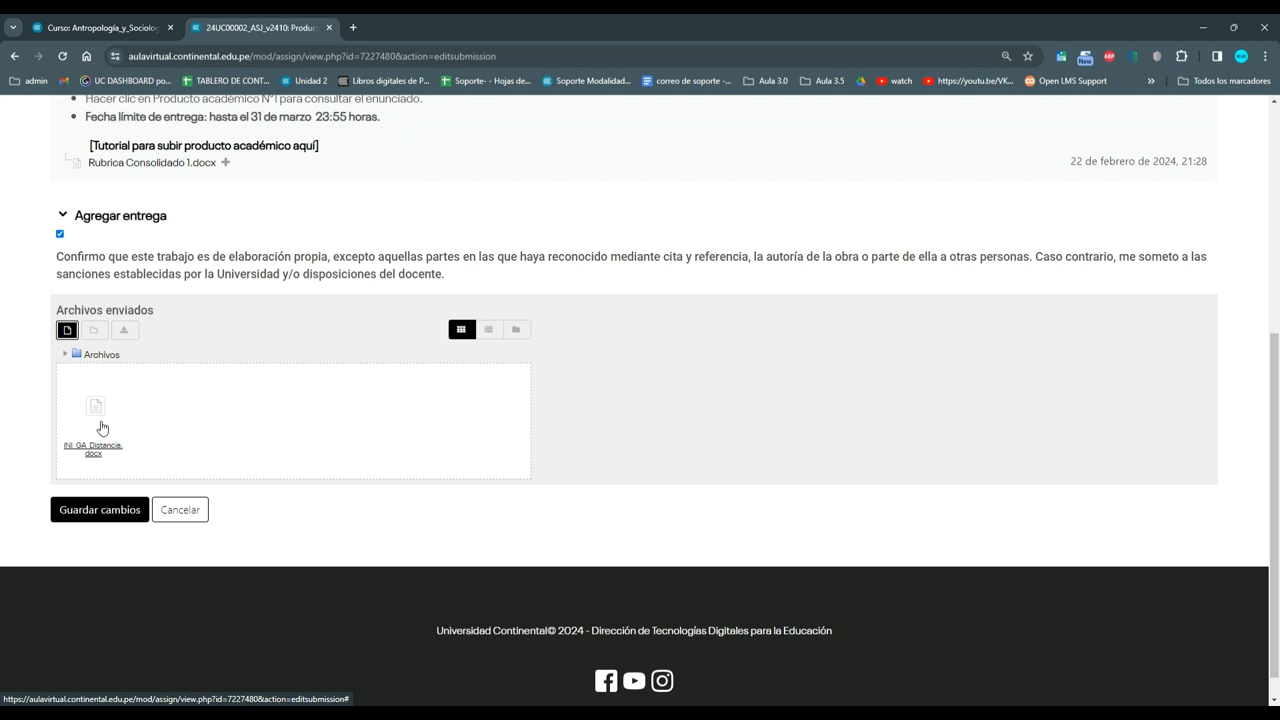 Curso: Antropología_y_Sociolog
24UC00002_ASJ_v2410: Produc
aulavirtual.continental.edu.pe/mod/assign/view.php?id=7227480&action=editsubmission
New
ABP
admin
UC DASHBOARD po...
TABLERO DE CONT...
Unidad 2
Libros digitales de P...
Soporte- - Hojas de...
Soporte Modalidad...
correo de soporte -...
Aula 3.0
Aula 3.5
watch
https://youtu.be/VK...
Open LMS Support
»
Todos los marcadores
Hacer clic en Producto académico N°1 para consultar el enunciado.
Fecha límite de entrega: hasta el 31 de marzo 23:55 horas.
[Tutorial para subir producto académico aquí]
Rubrica Consolidado 1.docx
22 de febrero de 2024, 21:28
Agregar entrega
Confirmo que este trabajo es de elaboración propia, excepto aquellas partes en las que haya reconocido mediante cita y referencia, la autoría de la obra o parte de ella a otras personas. Caso contrario, me someto a las
sanciones establecidas por la Universidad y/o disposiciones del docente.
Archivos enviados
Archivos
INI_GA_Distancia.
docx
Guardar cambios
Cancelar
Universidad Continental© 2024 - Dirección de Tecnologías Digitales para la Educación
https://aulavirtual.continental.edu.pe/mod/assign/view.php?id=7227480&action=editsubmission#